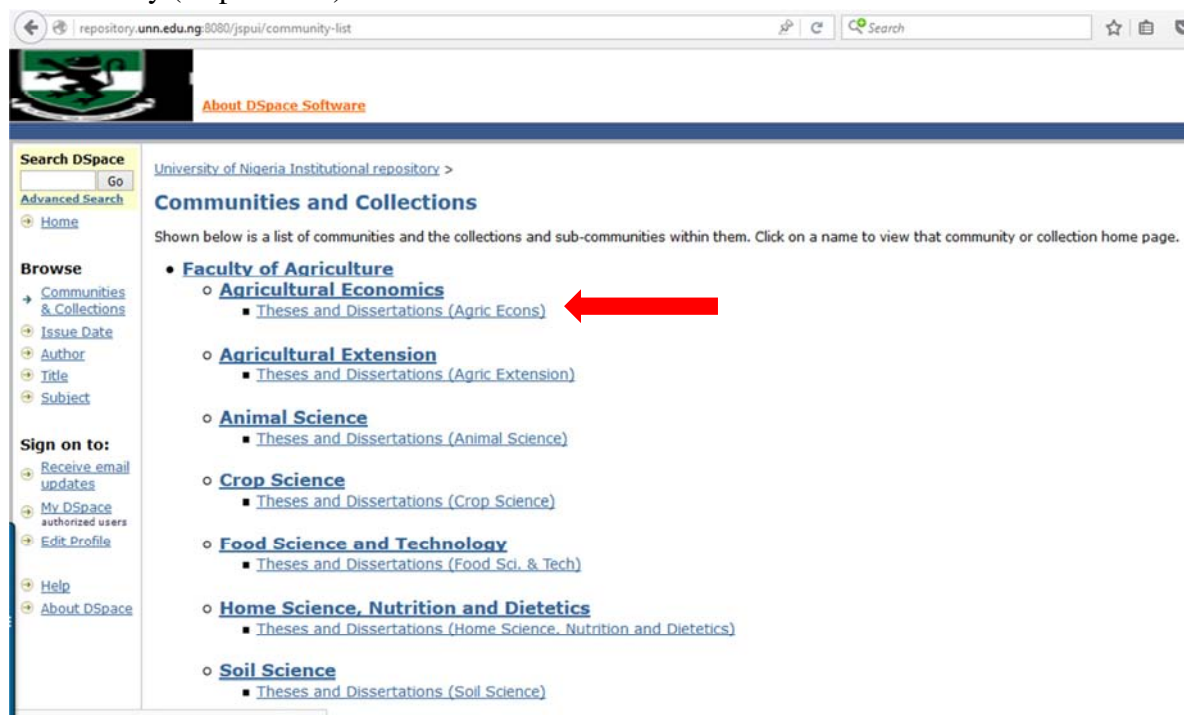 repository.unn.edu.ng:8080/jspui/community-list
Search
About DSpace Software
Search DSpace
Go
Advanced Search
Home
Browse
Communities
& Collections
Issue Date
Author
Title
Subject
Sign on to:
Receive email
updates
My DSpace
authorized users
Edit Profile
Help
About DSpace
University of Nigeria Institutional repository >
Communities and Collections
Shown below is a list of communities and the collections and sub-communities within them. Click on a name to view that community or collection home page.
Faculty of Agriculture
Agricultural Economics
Theses and Dissertations (Agric Econs)
Agricultural Extension
Theses and Dissertations (Agric Extension)
Animal Science
Theses and Dissertations (Animal Science)
Crop Science
Theses and Dissertations (Crop Science)
Food Science and Technology
Theses and Dissertations (Food Sci. & Tech)
Home Science, Nutrition and Dietetics
Theses and Dissertations (Home Science, Nutrition and Dietetics)
Soil Science
Theses and Dissertations (Soil Science)